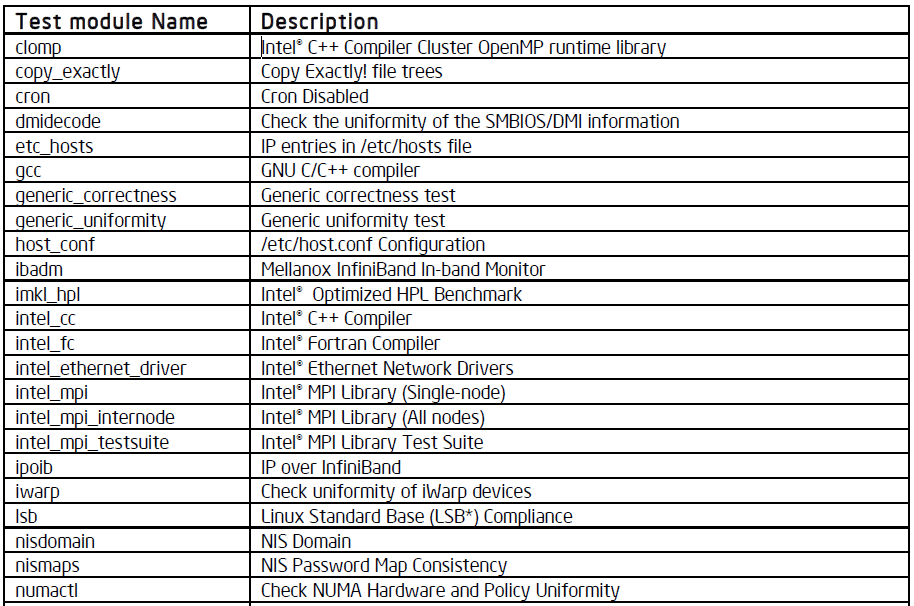 Test module Name Description
clomp Intel® C++ Compiler Cluster OpenMP runtime library
copy_exactly Copy Exactly! file trees
cron Cron Disabled
dmidecode Check the uniformity of the SMBIOS/DMI information
etc_hosts IP entries in /etc/hosts file
gcc GNU C/C++ compiler
generic_correctness Generic correctness test
generic_uniformity Generic uniformity test
host_conf /etc/host.conf Configuration
ibadm Mellanox InfiniBand In-band Monitor
imkl_hpl Intel® Optimized HPL Benchmark
intel_cc Intel® C++ Compiler
intel_fc Intel® Fortran Compiler
intel_ethernet_driver Intel® Ethernet Network Drivers
intel_mpi Intel® MPI Library (Single-node)
intel_mpi_internode Intel® MPI Library (All nodes)
intel_mpi_testsuite Intel® MPI Library Test Suite
ipoib IP over InfiniBand
iwarp Check uniformity of iWarp devices
lsb Linux Standard Base (LSB*) Compliance
nisdomain NIS Domain
nismaps NIS Password Map Consistency
numactl Check NUMA Hardware and Policy Uniformity